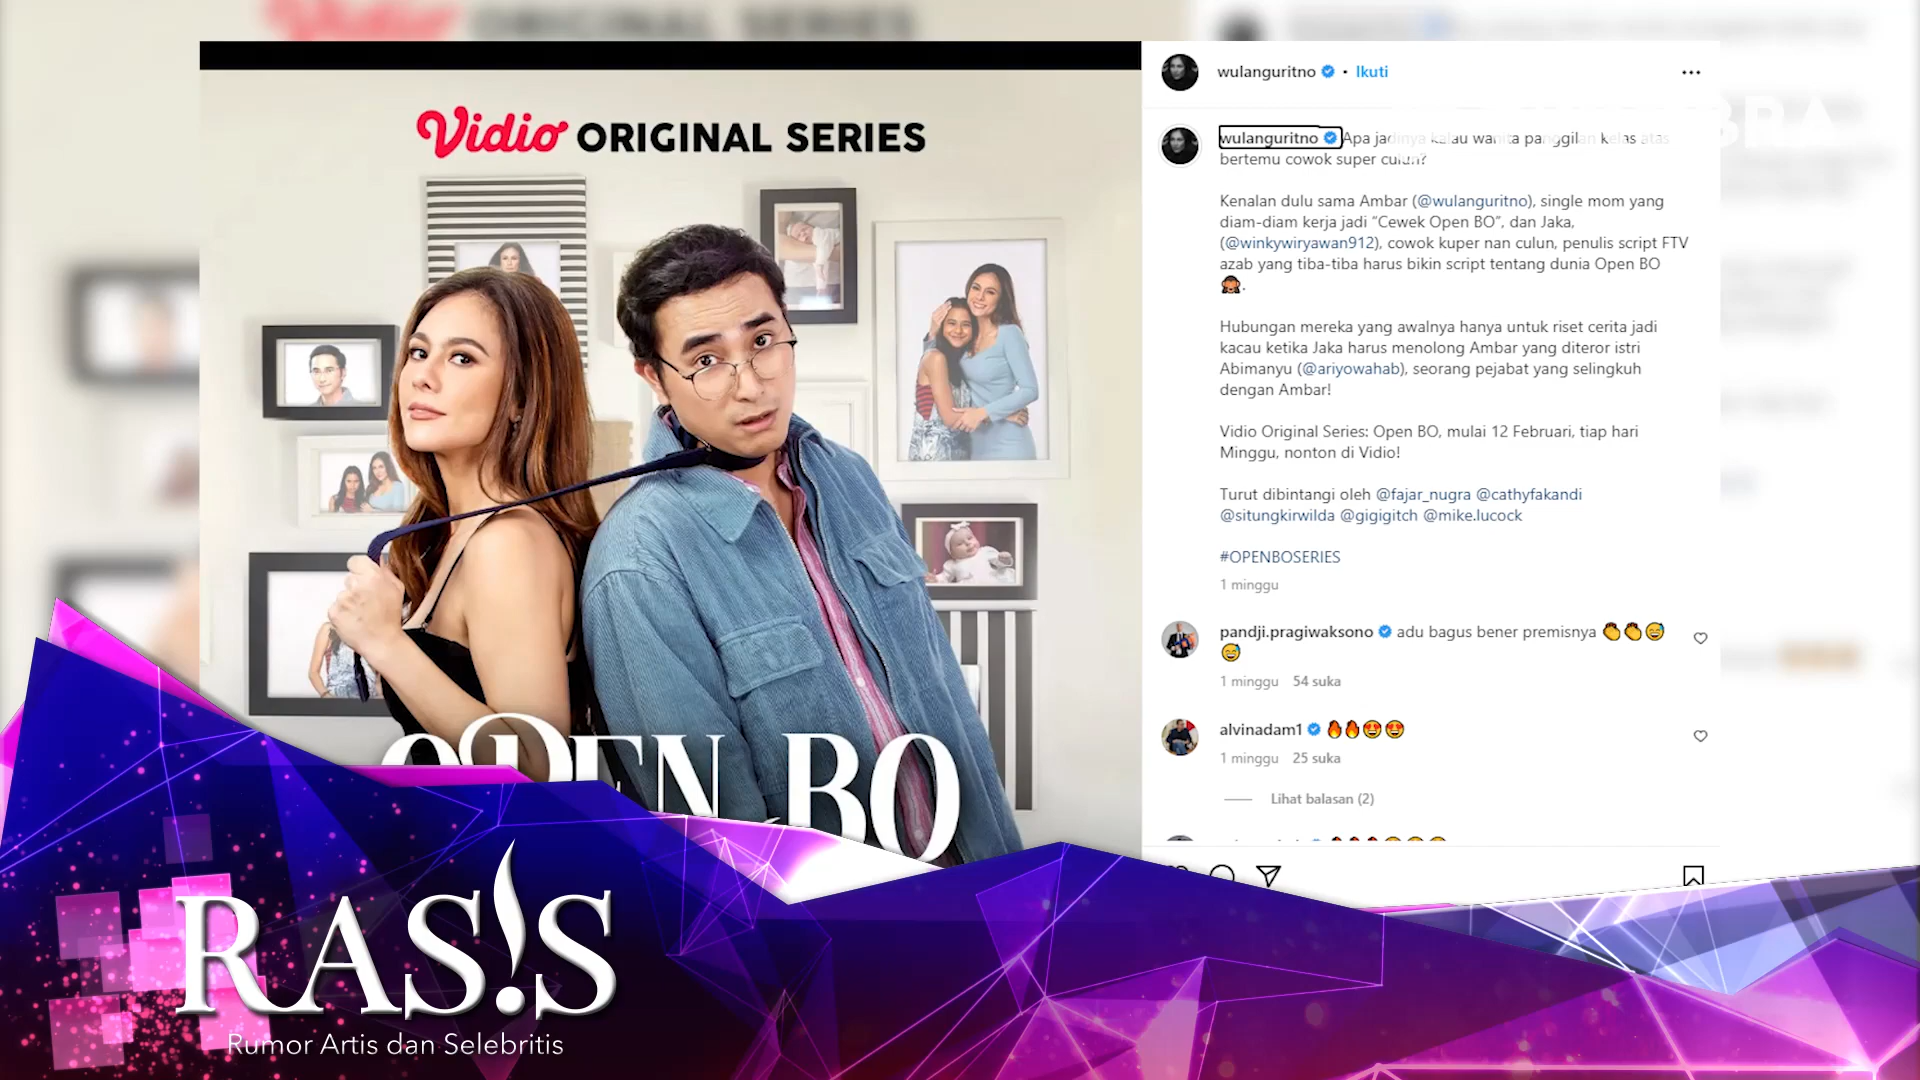 Vidio ORIGINAL SERIES
OPEN BO
wulanguritno • Ikuti
wulanguritno Apa jadinya kalau wanita panggilan kelas atas
bertemu cowok super culun?
Kenalan dulu sama Ambar (@wulanguritno), single mom yang
diam-diam kerja jadi “Cewek Open BO”, dan Jaka,
(@winkywiryawan912), cowok kuper nan culun, penulis script FTV
azab yang tiba-tiba harus bikin script tentang dunia Open BO
🙊.
Hubungan mereka yang awalnya hanya untuk riset cerita jadi
kacau ketika Jaka harus menolong Ambar yang diteror istri
Abimanyu (@ariyowahab), seorang pejabat yang selingkuh
dengan Ambar!
Vidio Original Series: Open BO, mulai 12 Februari, tiap hari
Minggu, nonton di Vidio!
Turut dibintangi oleh @fajar_nugra @cathyfakandi
@situngkirwilda @gigigitch @mike.lucock
#OPENBOSERIES
1 minggu
pandji.pragiwaksono adu bagus bener premisnya 👏👏😅
😅
1 minggu 54 suka
alvinadam1 🔥🔥😍😍
1 minggu 25 suka
Lihat balasan (2)
RASIS
Rumor Artis dan Selebritis